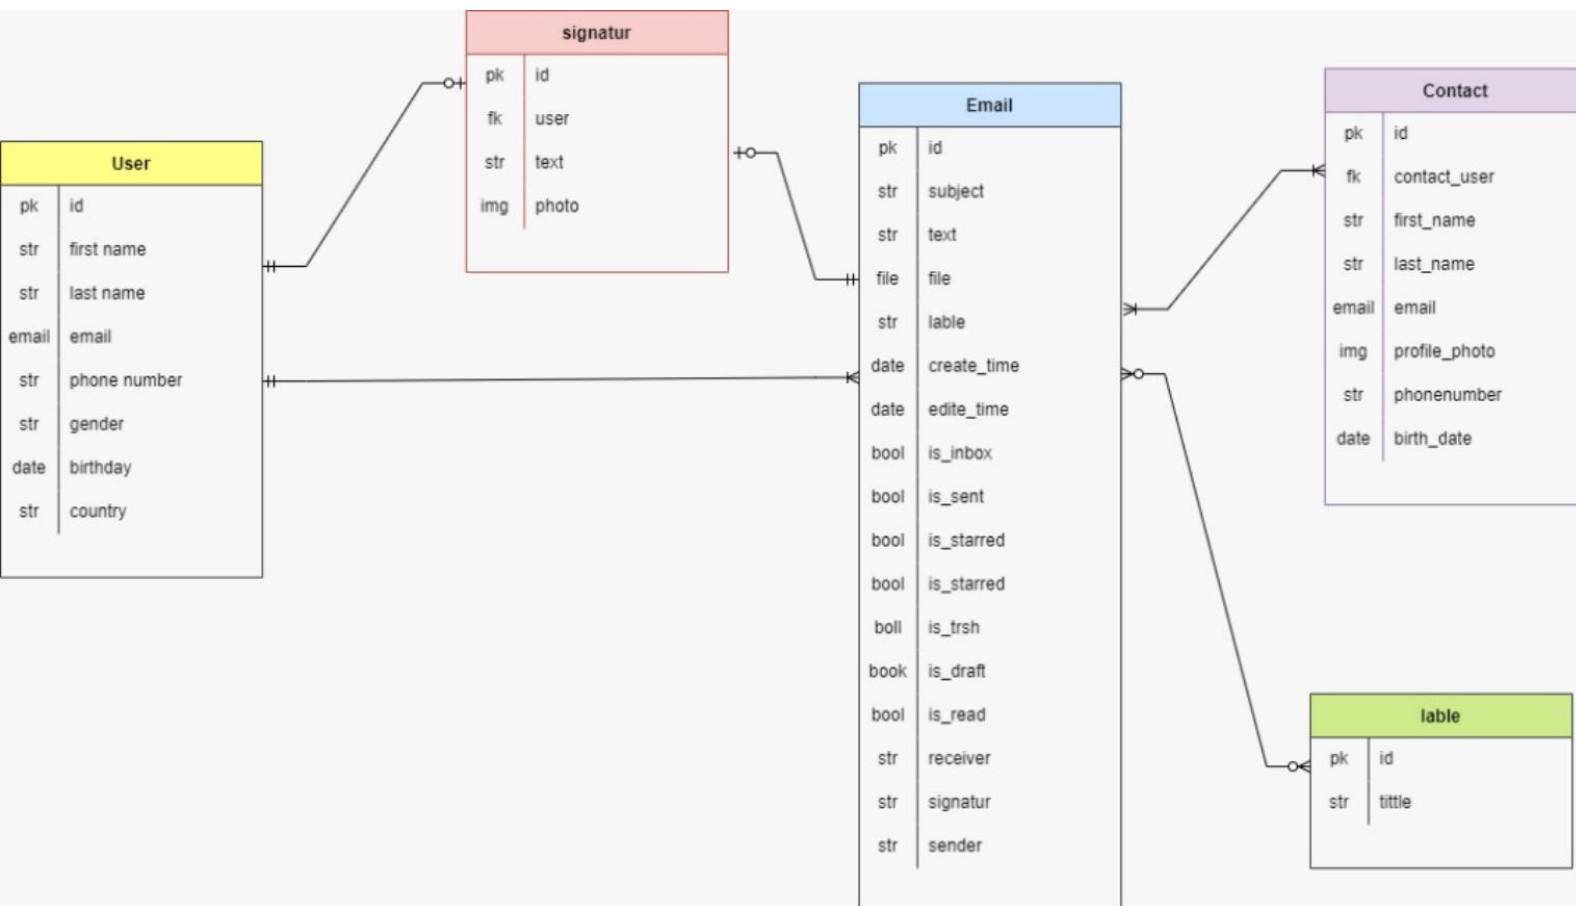 signatur
pk id
fk user
str text
img photo
User
pk id
str first name
str last name
email email
str phone number
str gender
date birthday
str country
Email
pk id
str subject
str text
file file
str lable
date create_time
date edite_time
bool is_inbox
bool is_sent
bool is_starred
bool is_starred
boll is_trsh
book is_draft
bool is_read
str receiver
str signatur
str sender
Contact
pk id
fk contact_user
str first_name
str last_name
email email
img profile_photo
str phonenumber
date birth_date
lable
pk id
str tittle